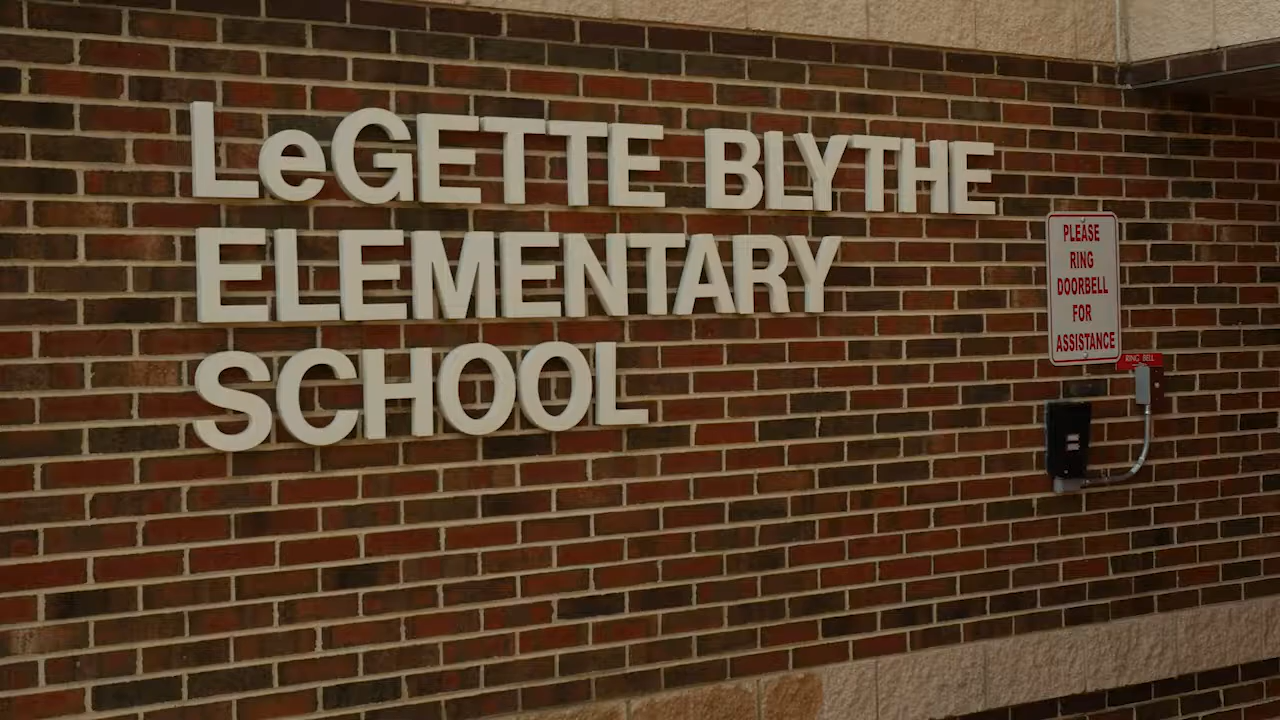 LeGETTE BLYTHE
ELEMENTARY
SCHOOL
PLEASE
RING
DOORBELL
FOR
ASSISTANCE
RING BELL